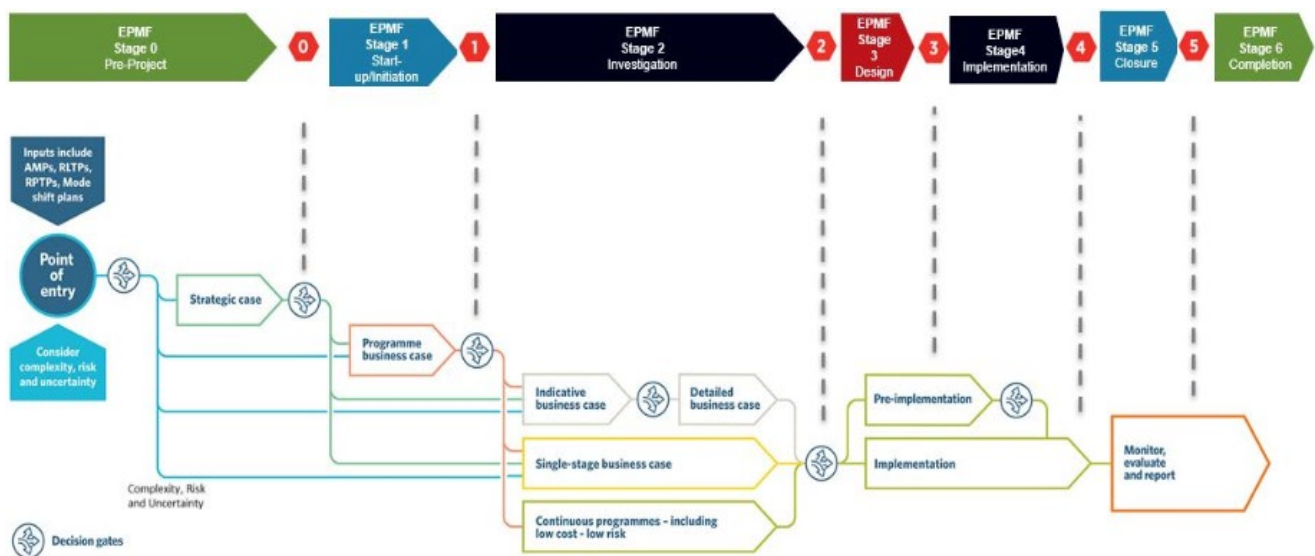 EPMF
Stage 0
Pre-Project
0
EPMF
Stage 1
Start-
up/Initiation
1
EPMF
Stage 2
Investigation
2
EPMF
Stage
3
Design
3
EPMF
Stage4
Implementation
4
EPMF
Stage 5
Closure
5
EPMF
Stage 6
Completion
Inputs include
AMPs, RLTPs,
RPTPs, Mode
shift plans
Point
of
entry
Consider
complexity, risk
and uncertainty
Strategic case
Programme
business case
Indicative
business case
Detailed
business case
Pre-implementation
Single-stage business case
Implementation
Monitor,
evaluate
and report
Complexity, Risk
and Uncertainty
Continuous programmes – including
low cost - low risk
Decision gates